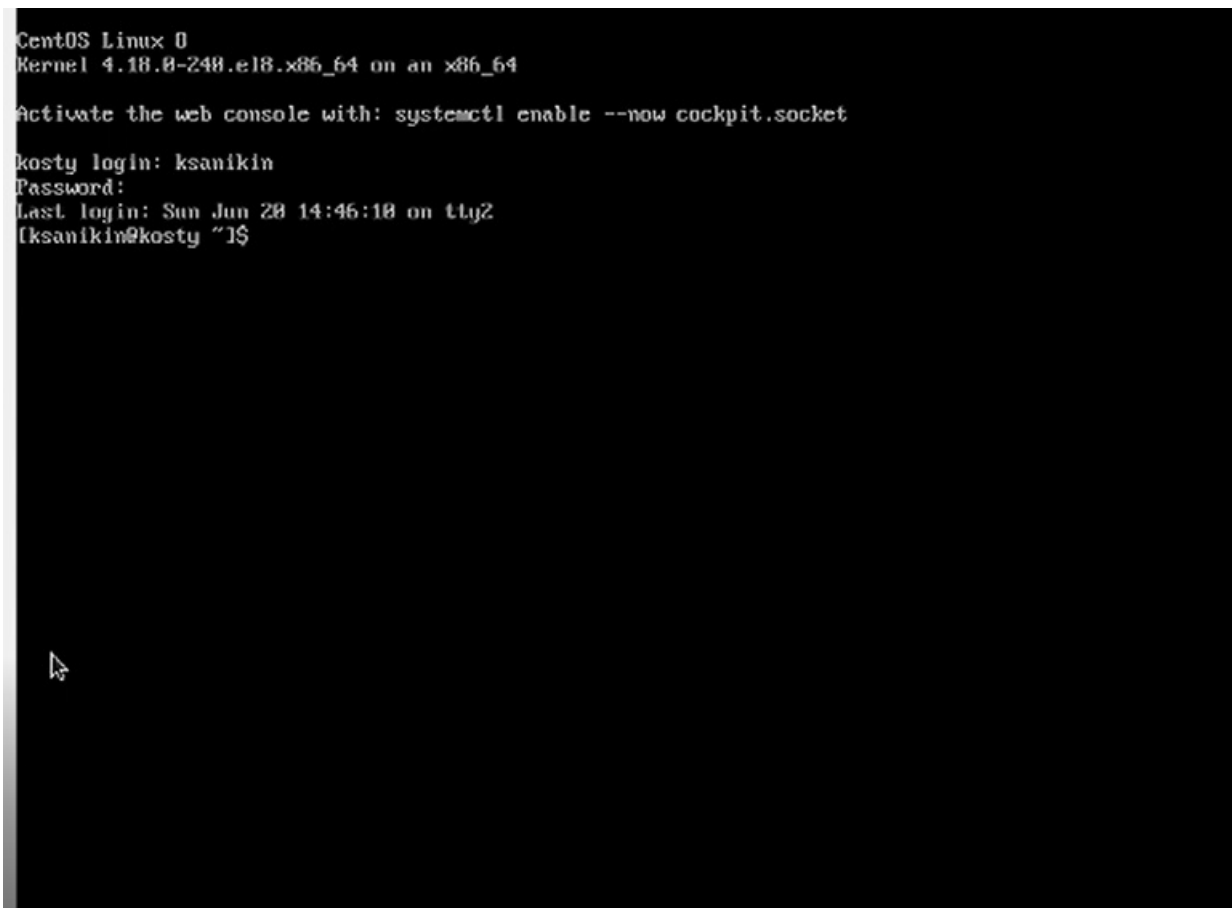 CentOS Linux 8
Kernel 4.18.0-240.el8.x86_64 on an x86_64
Activate the web console with: systemctl enable --now cockpit.socket
kosty login: ksanikin
Password:
Last login: Sun Jun 20 14:46:10 on tty2
[ksanikin@kosty ~]$